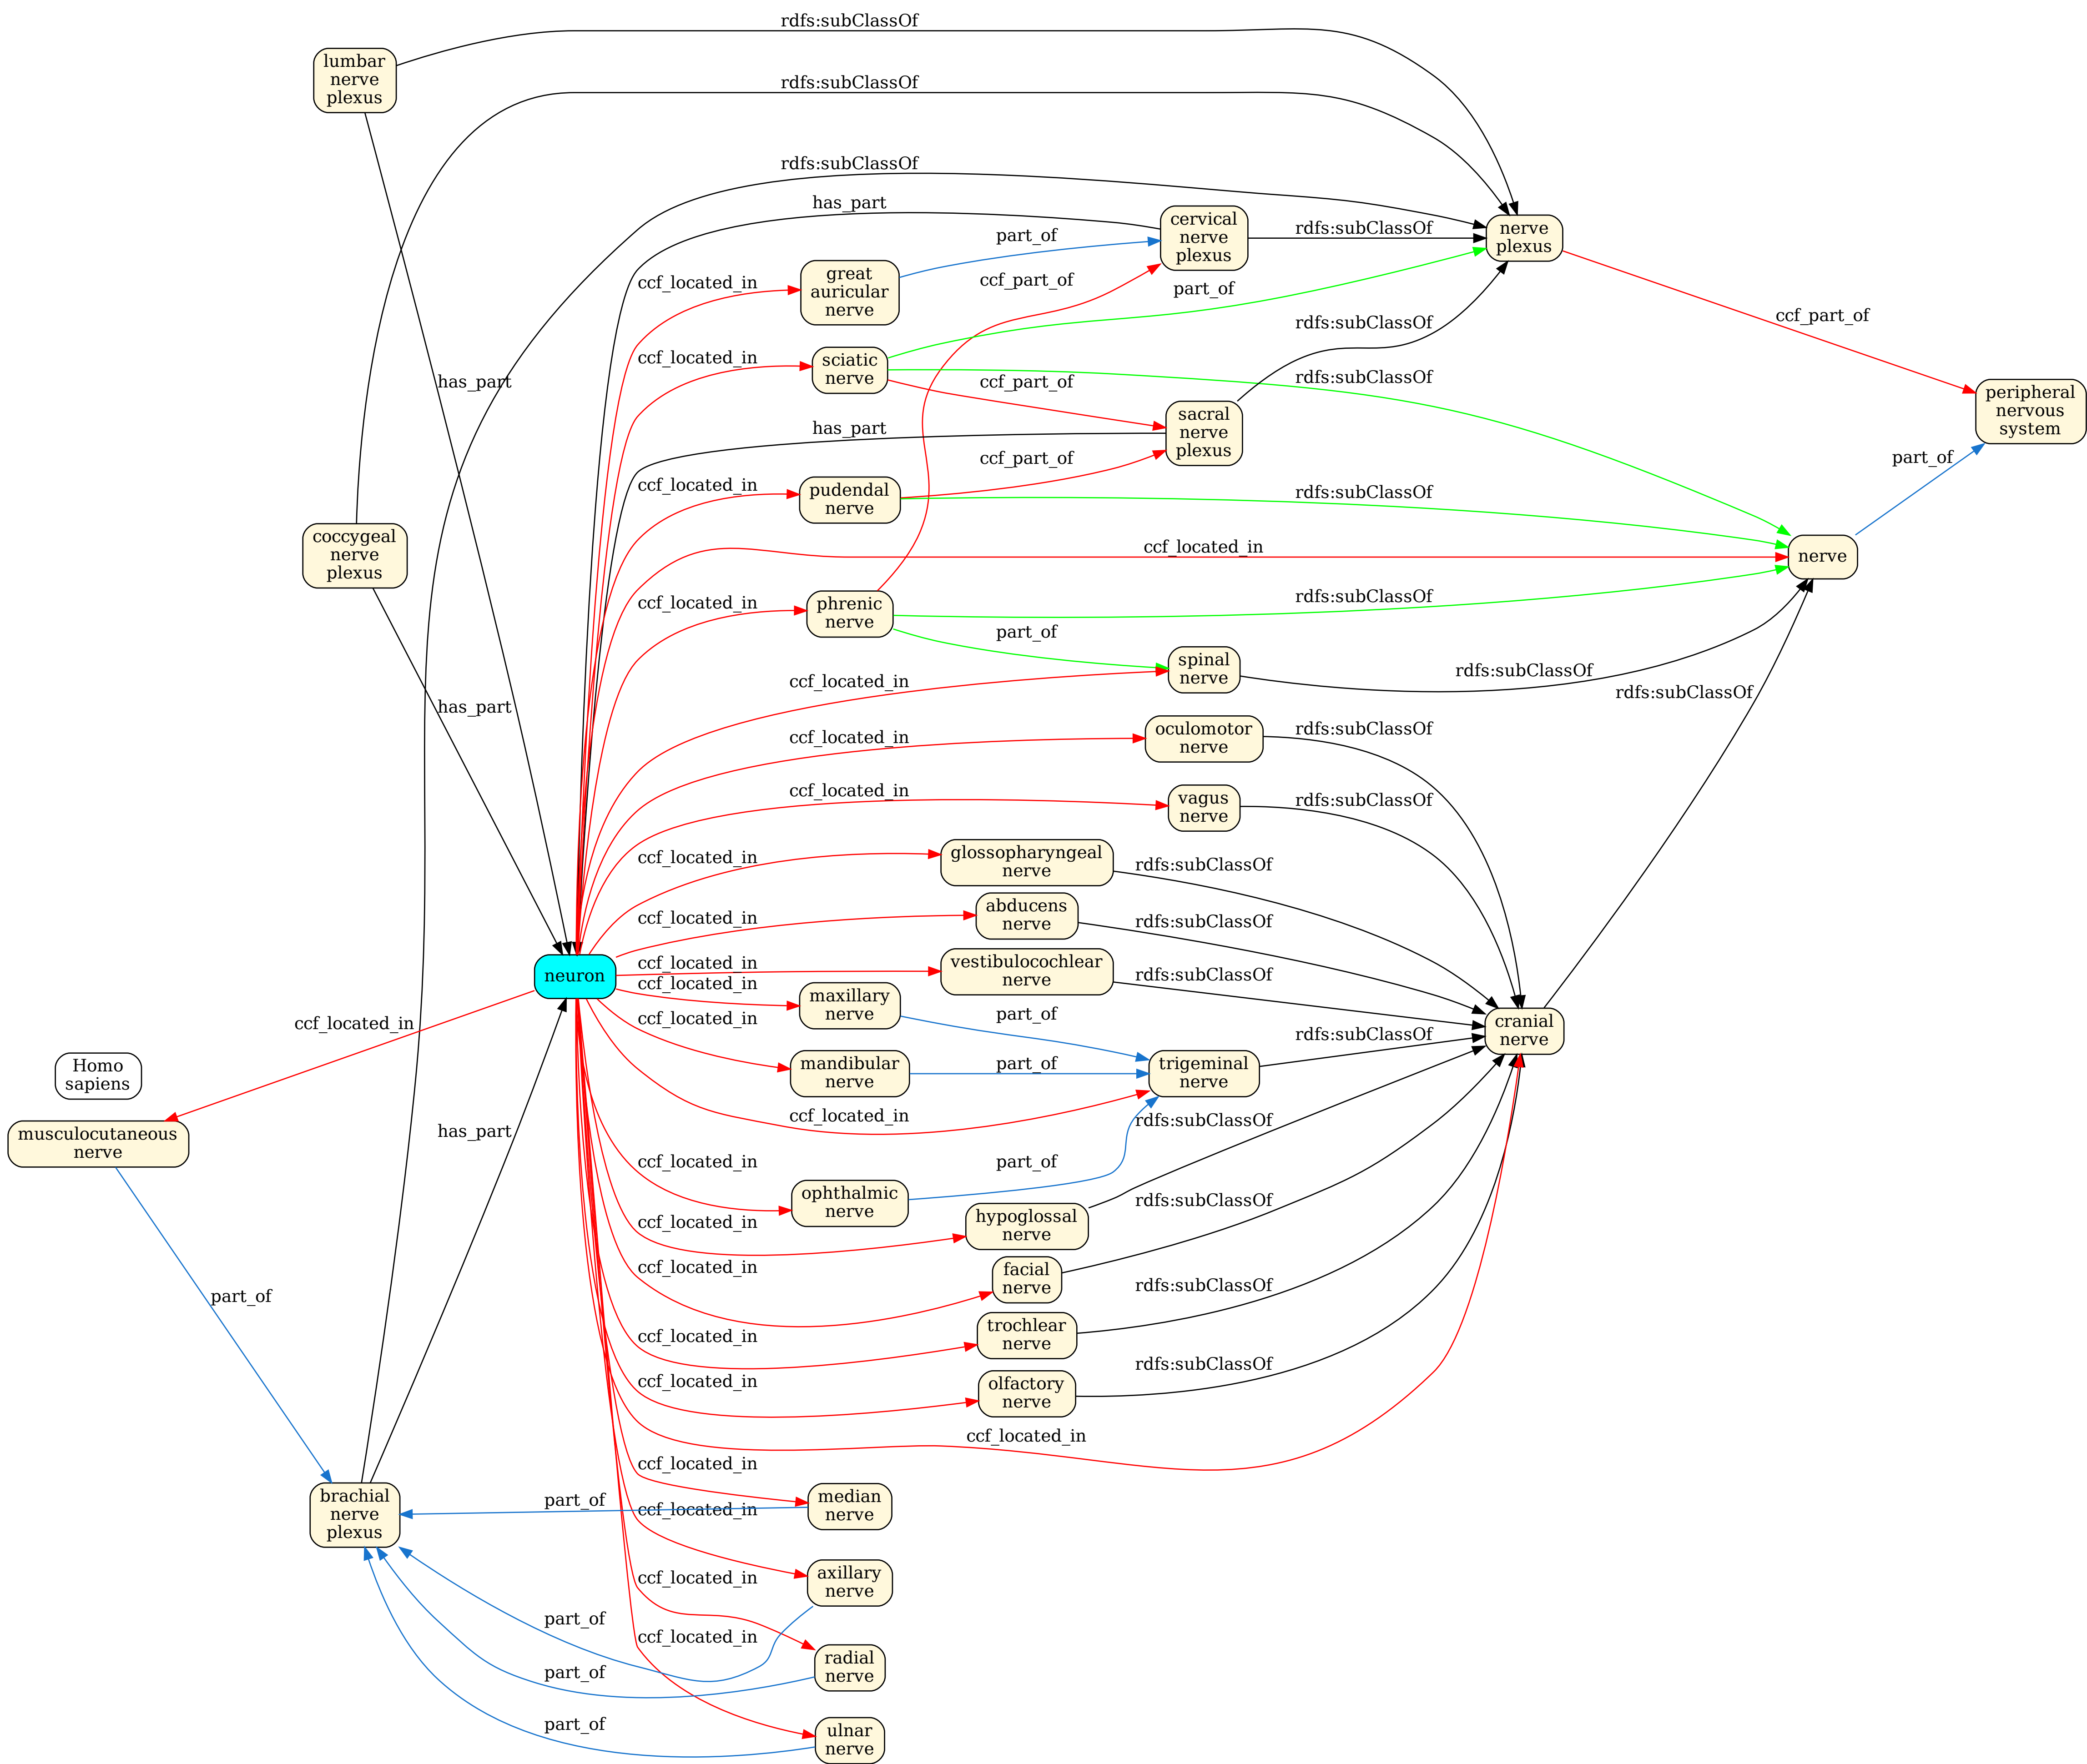 rdfs:subClassOf
lumbar
nerve
plexus
rdfs:subClassOf
rdfs:subClassOf
has_part
cervical
nerve
plexus
rdfs:subClassOf
nerve
plexus
part_of
great
auricular
nerve
ccf_located_in
ccf_part_of
part_of
ccf_part_of
rdfs:subClassOf
sciatic
nerve
ccf_located_in
has_part
ccf_part_of
rdfs:subClassOf
peripheral
nervous
system
sacral
nerve
plexus
has_part
ccf_part_of
part_of
ccf_located_in
pudendal
nerve
rdfs:subClassOf
coccygeal
nerve
plexus
ccf_located_in
nerve
ccf_located_in
phrenic
nerve
rdfs:subClassOf
part_of
spinal
nerve
ccf_located_in
rdfs:subClassOf
rdfs:subClassOf
has_part
ccf_located_in
oculomotor
nerve
rdfs:subClassOf
ccf_located_in
vagus
nerve
rdfs:subClassOf
ccf_located_in
glossopharyngeal
nerve
rdfs:subClassOf
ccf_located_in
abducens
nerve
rdfs:subClassOf
neuron
ccf_located_in
vestibulocochlear
nerve
rdfs:subClassOf
ccf_located_in
maxillary
nerve
part_of
cranial
nerve
ccf_located_in
ccf_located_in
rdfs:subClassOf
Homo
sapiens
mandibular
nerve
part_of
trigeminal
nerve
ccf_located_in
rdfs:subClassOf
musculocutaneous
nerve
has_part
ccf_located_in
part_of
ophthalmic
nerve
rdfs:subClassOf
ccf_located_in
hypoglossal
nerve
ccf_located_in
facial
nerve
rdfs:subClassOf
part_of
ccf_located_in
trochlear
nerve
rdfs:subClassOf
ccf_located_in
olfactory
nerve
ccf_located_in
ccf_located_in
brachial
nerve
plexus
part_of
median
nerve
ccf_located_in
ccf_located_in
axillary
nerve
part_of
ccf_located_in
radial
nerve
part_of
part_of
ulnar
nerve